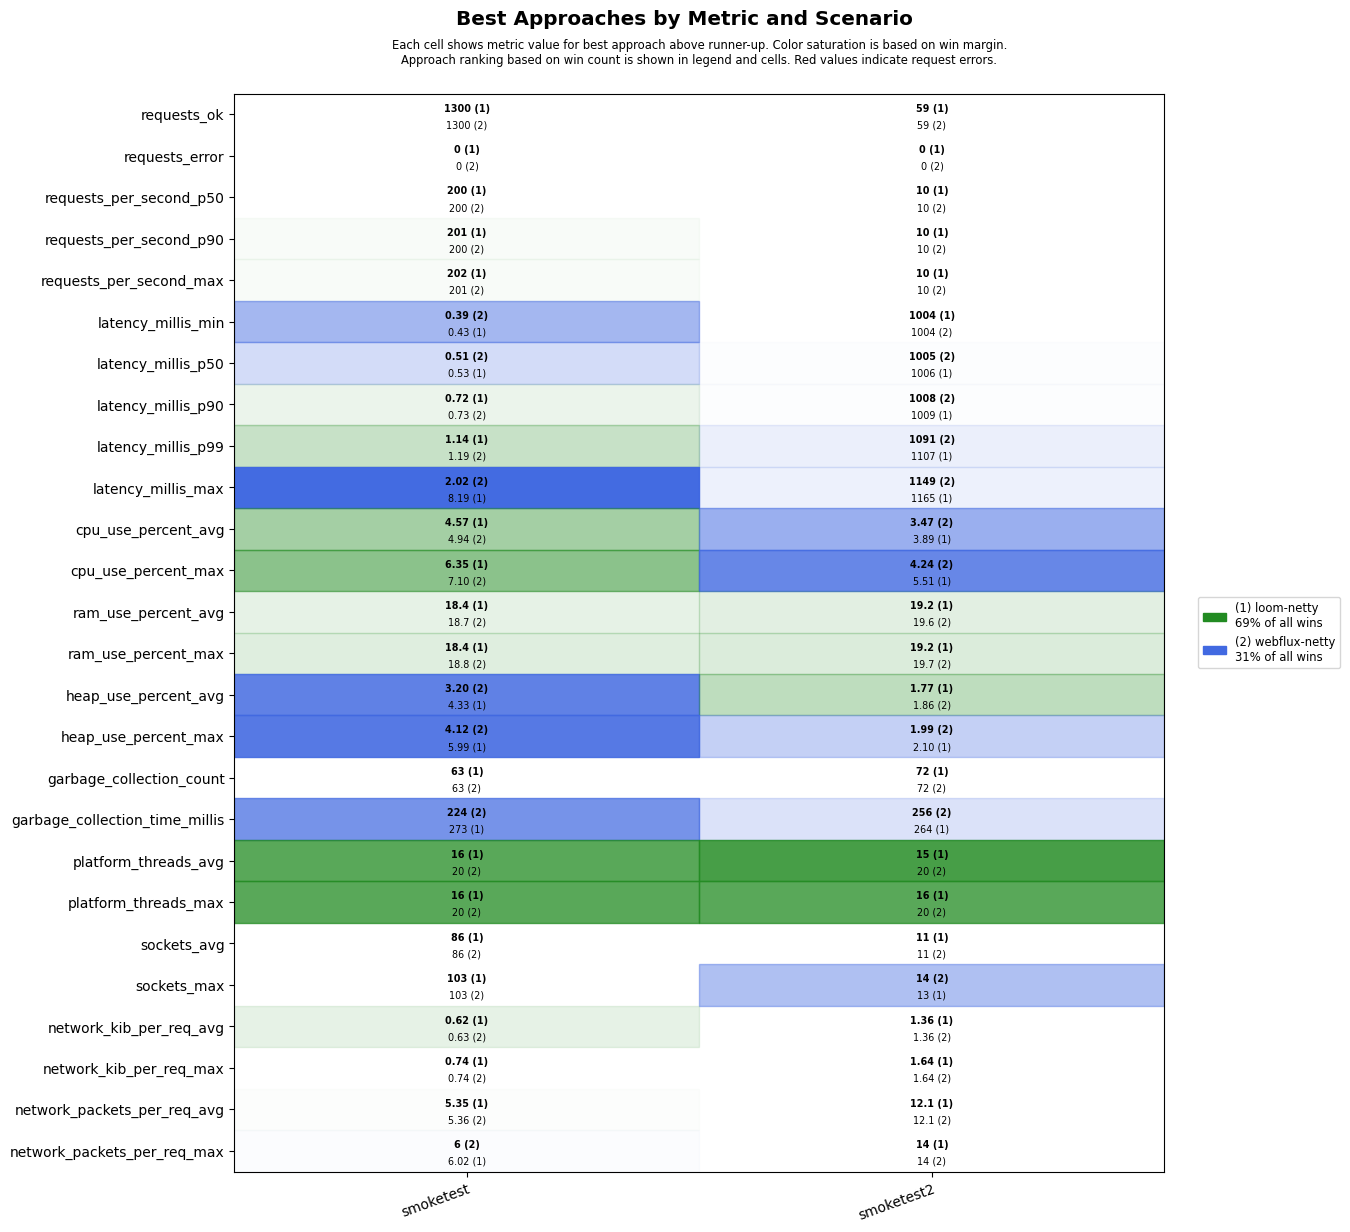 Best Approaches by Metric and Scenario
Each cell shows metric value for best approach above runner-up. Color saturation is based on win margin.
Approach ranking based on win count is shown in legend and cells. Red values indicate request errors.
requests_ok
1300 (1)
1300 (2)
59 (1)
59 (2)
requests_error
0 (1)
0 (2)
0 (1)
0 (2)
requests_per_second_p50
200 (1)
200 (2)
10 (1)
10 (2)
requests_per_second_p90
201 (1)
200 (2)
10 (1)
10 (2)
requests_per_second_max
202 (1)
201 (2)
10 (1)
10 (2)
latency_millis_min
0.39 (2)
0.43 (1)
1004 (1)
1004 (2)
latency_millis_p50
0.51 (2)
0.53 (1)
1005 (2)
1006 (1)
latency_millis_p90
0.72 (1)
0.73 (2)
1008 (2)
1009 (1)
latency_millis_p99
1.14 (1)
1.19 (2)
1091 (2)
1107 (1)
latency_millis_max
2.02 (2)
8.19 (1)
1149 (2)
1165 (1)
cpu_use_percent_avg
4.57 (1)
4.94 (2)
3.47 (2)
3.89 (1)
cpu_use_percent_max
6.35 (1)
7.10 (2)
4.24 (2)
5.51 (1)
ram_use_percent_avg
18.4 (1)
18.7 (2)
19.2 (1)
19.6 (2)
ram_use_percent_max
18.4 (1)
18.8 (2)
19.2 (1)
19.7 (2)
heap_use_percent_avg
3.20 (2)
4.33 (1)
1.77 (1)
1.86 (2)
heap_use_percent_max
4.12 (2)
5.99 (1)
1.99 (2)
2.10 (1)
garbage_collection_count
63 (1)
63 (2)
72 (1)
72 (2)
garbage_collection_time_millis
224 (2)
273 (1)
256 (2)
264 (1)
platform_threads_avg
16 (1)
20 (2)
15 (1)
20 (2)
platform_threads_max
16 (1)
20 (2)
16 (1)
20 (2)
sockets_avg
86 (1)
86 (2)
11 (1)
11 (2)
sockets_max
103 (1)
103 (2)
14 (2)
13 (1)
network_kib_per_req_avg
0.62 (1)
0.63 (2)
1.36 (1)
1.36 (2)
network_kib_per_req_max
0.74 (1)
0.74 (2)
1.64 (1)
1.64 (2)
network_packets_per_req_avg
5.35 (1)
5.36 (2)
12.1 (1)
12.1 (2)
network_packets_per_req_max
6 (2)
6.02 (1)
14 (1)
14 (2)
smoketest
smoketest2
(1) loom-netty
69% of all wins
(2) webflux-netty
31% of all wins